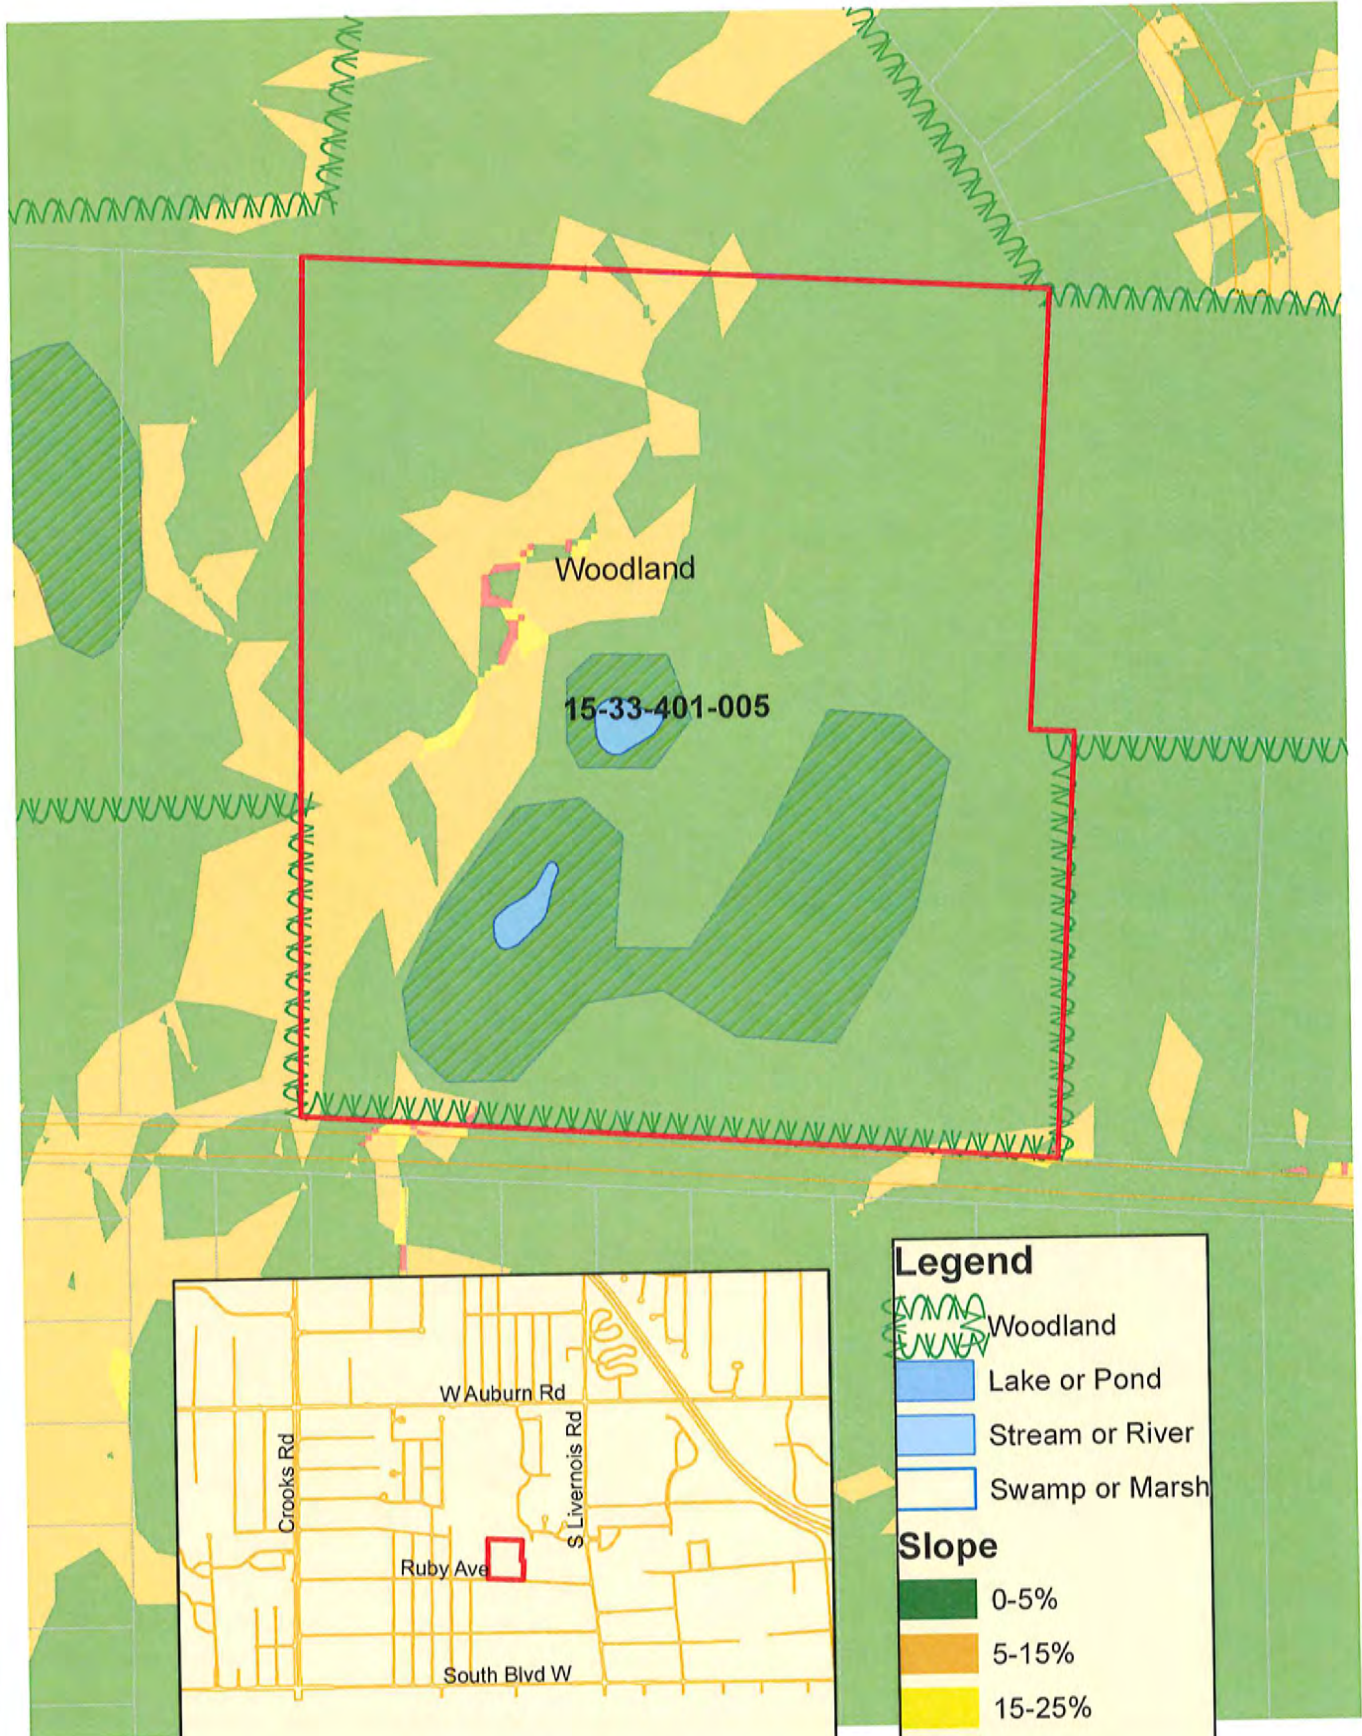 Woodland
15-33-401-005
Legend
Woodland
Lake or Pond
Stream or River
Swamp or Marsh
Slope
0-5%
5-15%
15-25%
W Auburn Rd
Crooks Rd
S Livernois Rd
Ruby Ave
South Blvd W